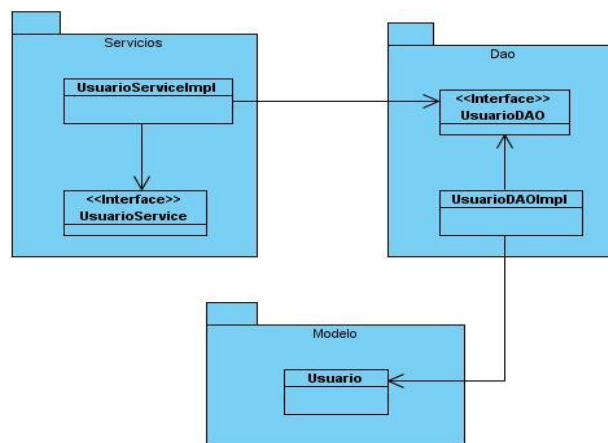 Servicios
UsuarioServiceImpl
<<Interface>>
UsuarioService
Dao
<<Interface>>
UsuarioDAO
UsuarioDAOImpl
Modelo
Usuario